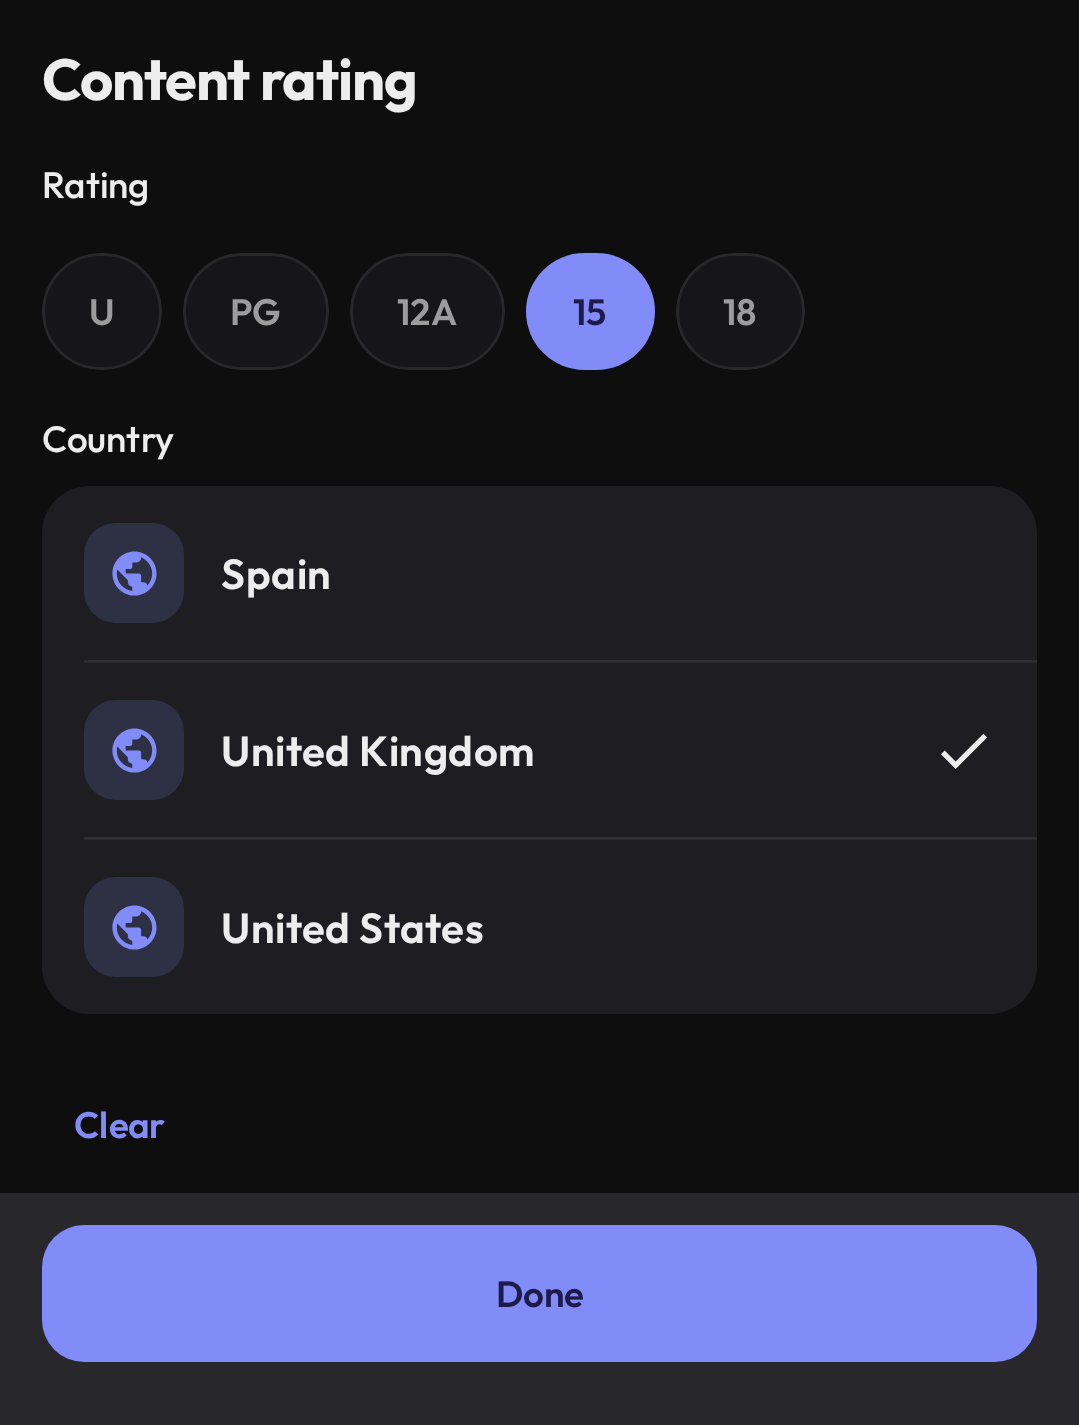 Content rating
Rating
U PG 12A 15 18
Country
Spain
United Kingdom
United States
Clear
Done